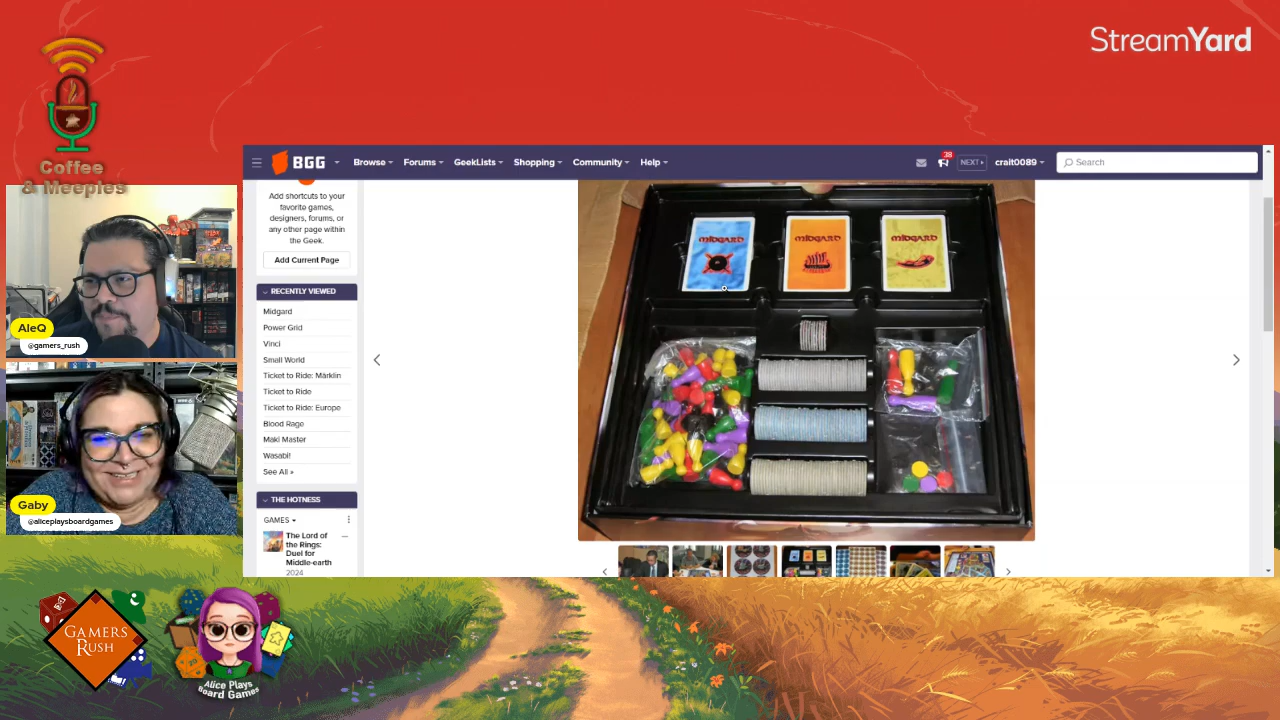 StreamYard
Coffee
& Meeples
BGG
Browse
Forums
GeekLists
Shopping
Community
Help
38
NEXT
crait0089
Search
Add shortcuts to your
favorite games,
designers, forums, or
any other page within
the Geek.
Add Current Page
RECENTLY VIEWED
Midgard
Power Grid
Vinci
Small World
Ticket to Ride: Märklin
Ticket to Ride
Ticket to Ride: Europe
Blood Rage
Maki Master
Wasabi!
See All »
THE HOTNESS
GAMES
The Lord of
the Rings:
Duel for
Middle-earth
2024
MIDGARD
MIDGARD
MIDGARD
AleQ
@gamers_rush
Gaby
@aliceplaysboardgames
GAMERS
RUSH
Alice Plays
Board Games